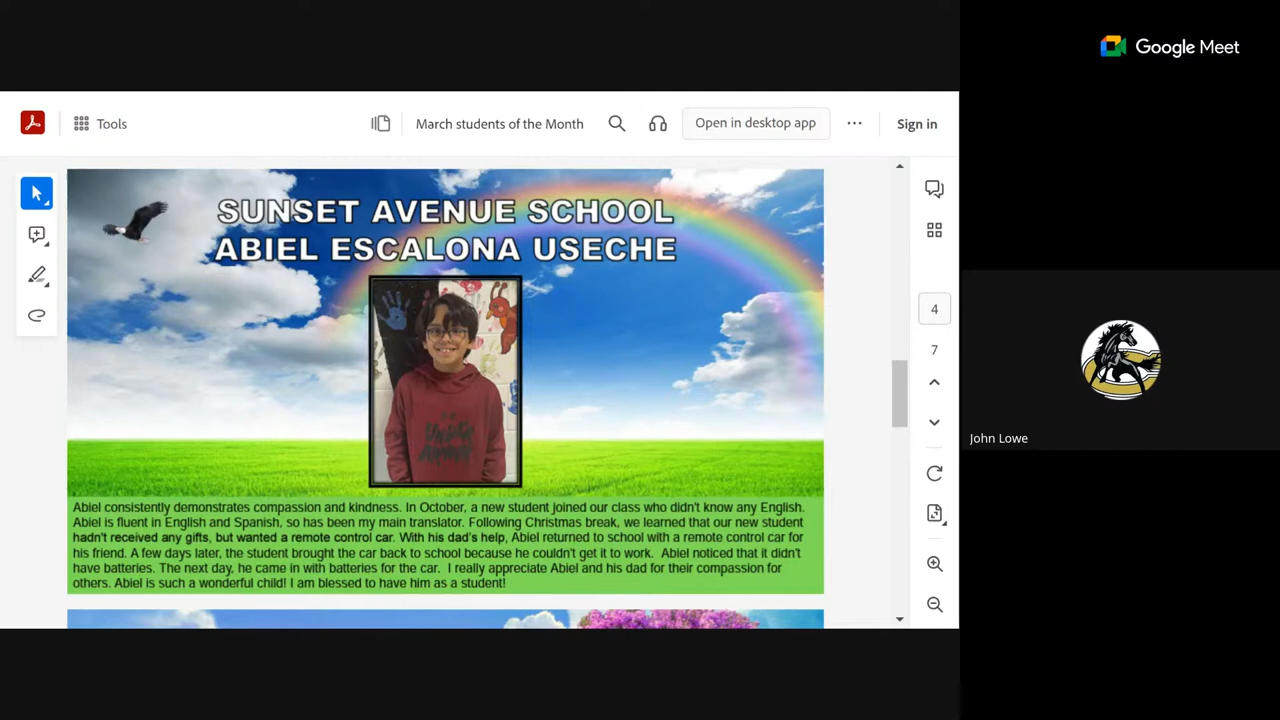 Google Meet
Tools
March students of the Month
Open in desktop app
Sign in
SUNSET AVENUE SCHOOL
ABIEL ESCALONA USECHE
UNDER
ARMOUR
Abiel consistently demonstrates compassion and kindness. In October, a new student joined our class who didn't know any English.
Abiel is fluent in English and Spanish, so has been my main translator. Following Christmas break, we learned that our new student
hadn't received any gifts, but wanted a remote control car. With his dad's help, Abiel returned to school with a remote control car for
his friend. A few days later, the student brought the car back to school because he couldn't get it to work. Abiel noticed that it didn't
have batteries. The next day, he came in with batteries for the car. I really appreciate Abiel and his dad for their compassion for
others. Abiel is such a wonderful child! I am blessed to have him as a student!
4
7
John Lowe